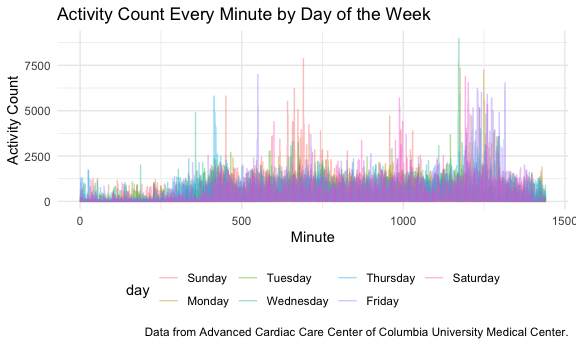 Activity Count Every Minute by Day of the Week
Activity Count
7500
5000
2500
0
0 500 1000 1500
Minute
day
Sunday Tuesday Thursday Saturday
Monday Wednesday Friday
Data from Advanced Cardiac Care Center of Columbia University Medical Center.